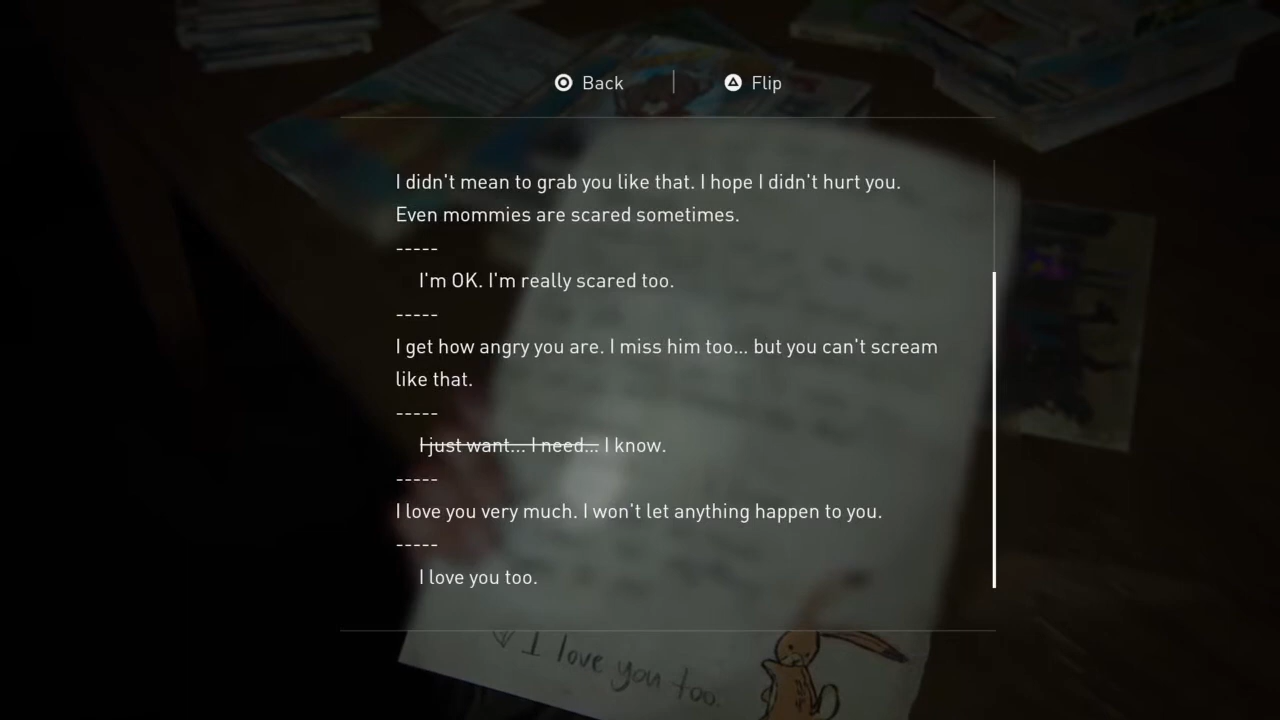 Back | Flip
I didn't mean to grab you like that. I hope I didn't hurt you.
Even mommies are scared sometimes.
-----
I'm OK. I'm really scared too.
-----
I get how angry you are. I miss him too... but you can't scream
like that.
-----
I just want... I need... I know.
-----
I love you very much. I won't let anything happen to you.
-----
I love you too.
I love you too.